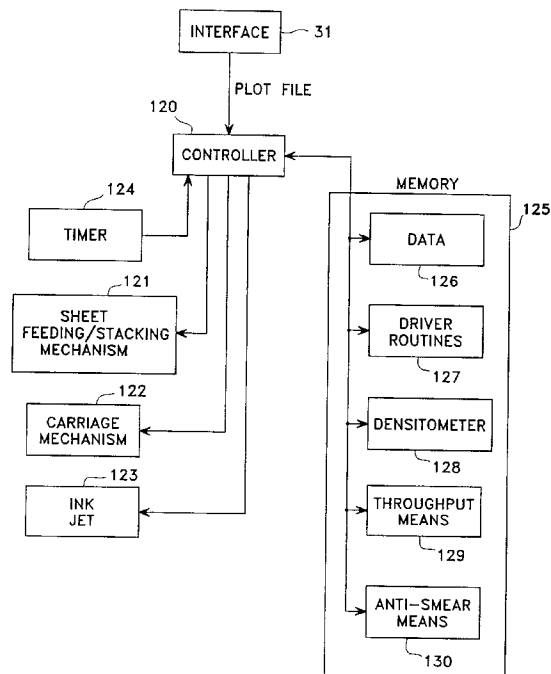 INTERFACE
31
PLOT FILE
120
CONTROLLER
124
TIMER
121
SHEET
FEEDING/STACKING
MECHANISM
122
CARRIAGE
MECHANISM
123
INK
JET
MEMORY
125
DATA
126
DRIVER
ROUTINES
127
DENSITOMETER
128
THROUGHPUT
MEANS
129
ANTI-SMEAR
MEANS
130